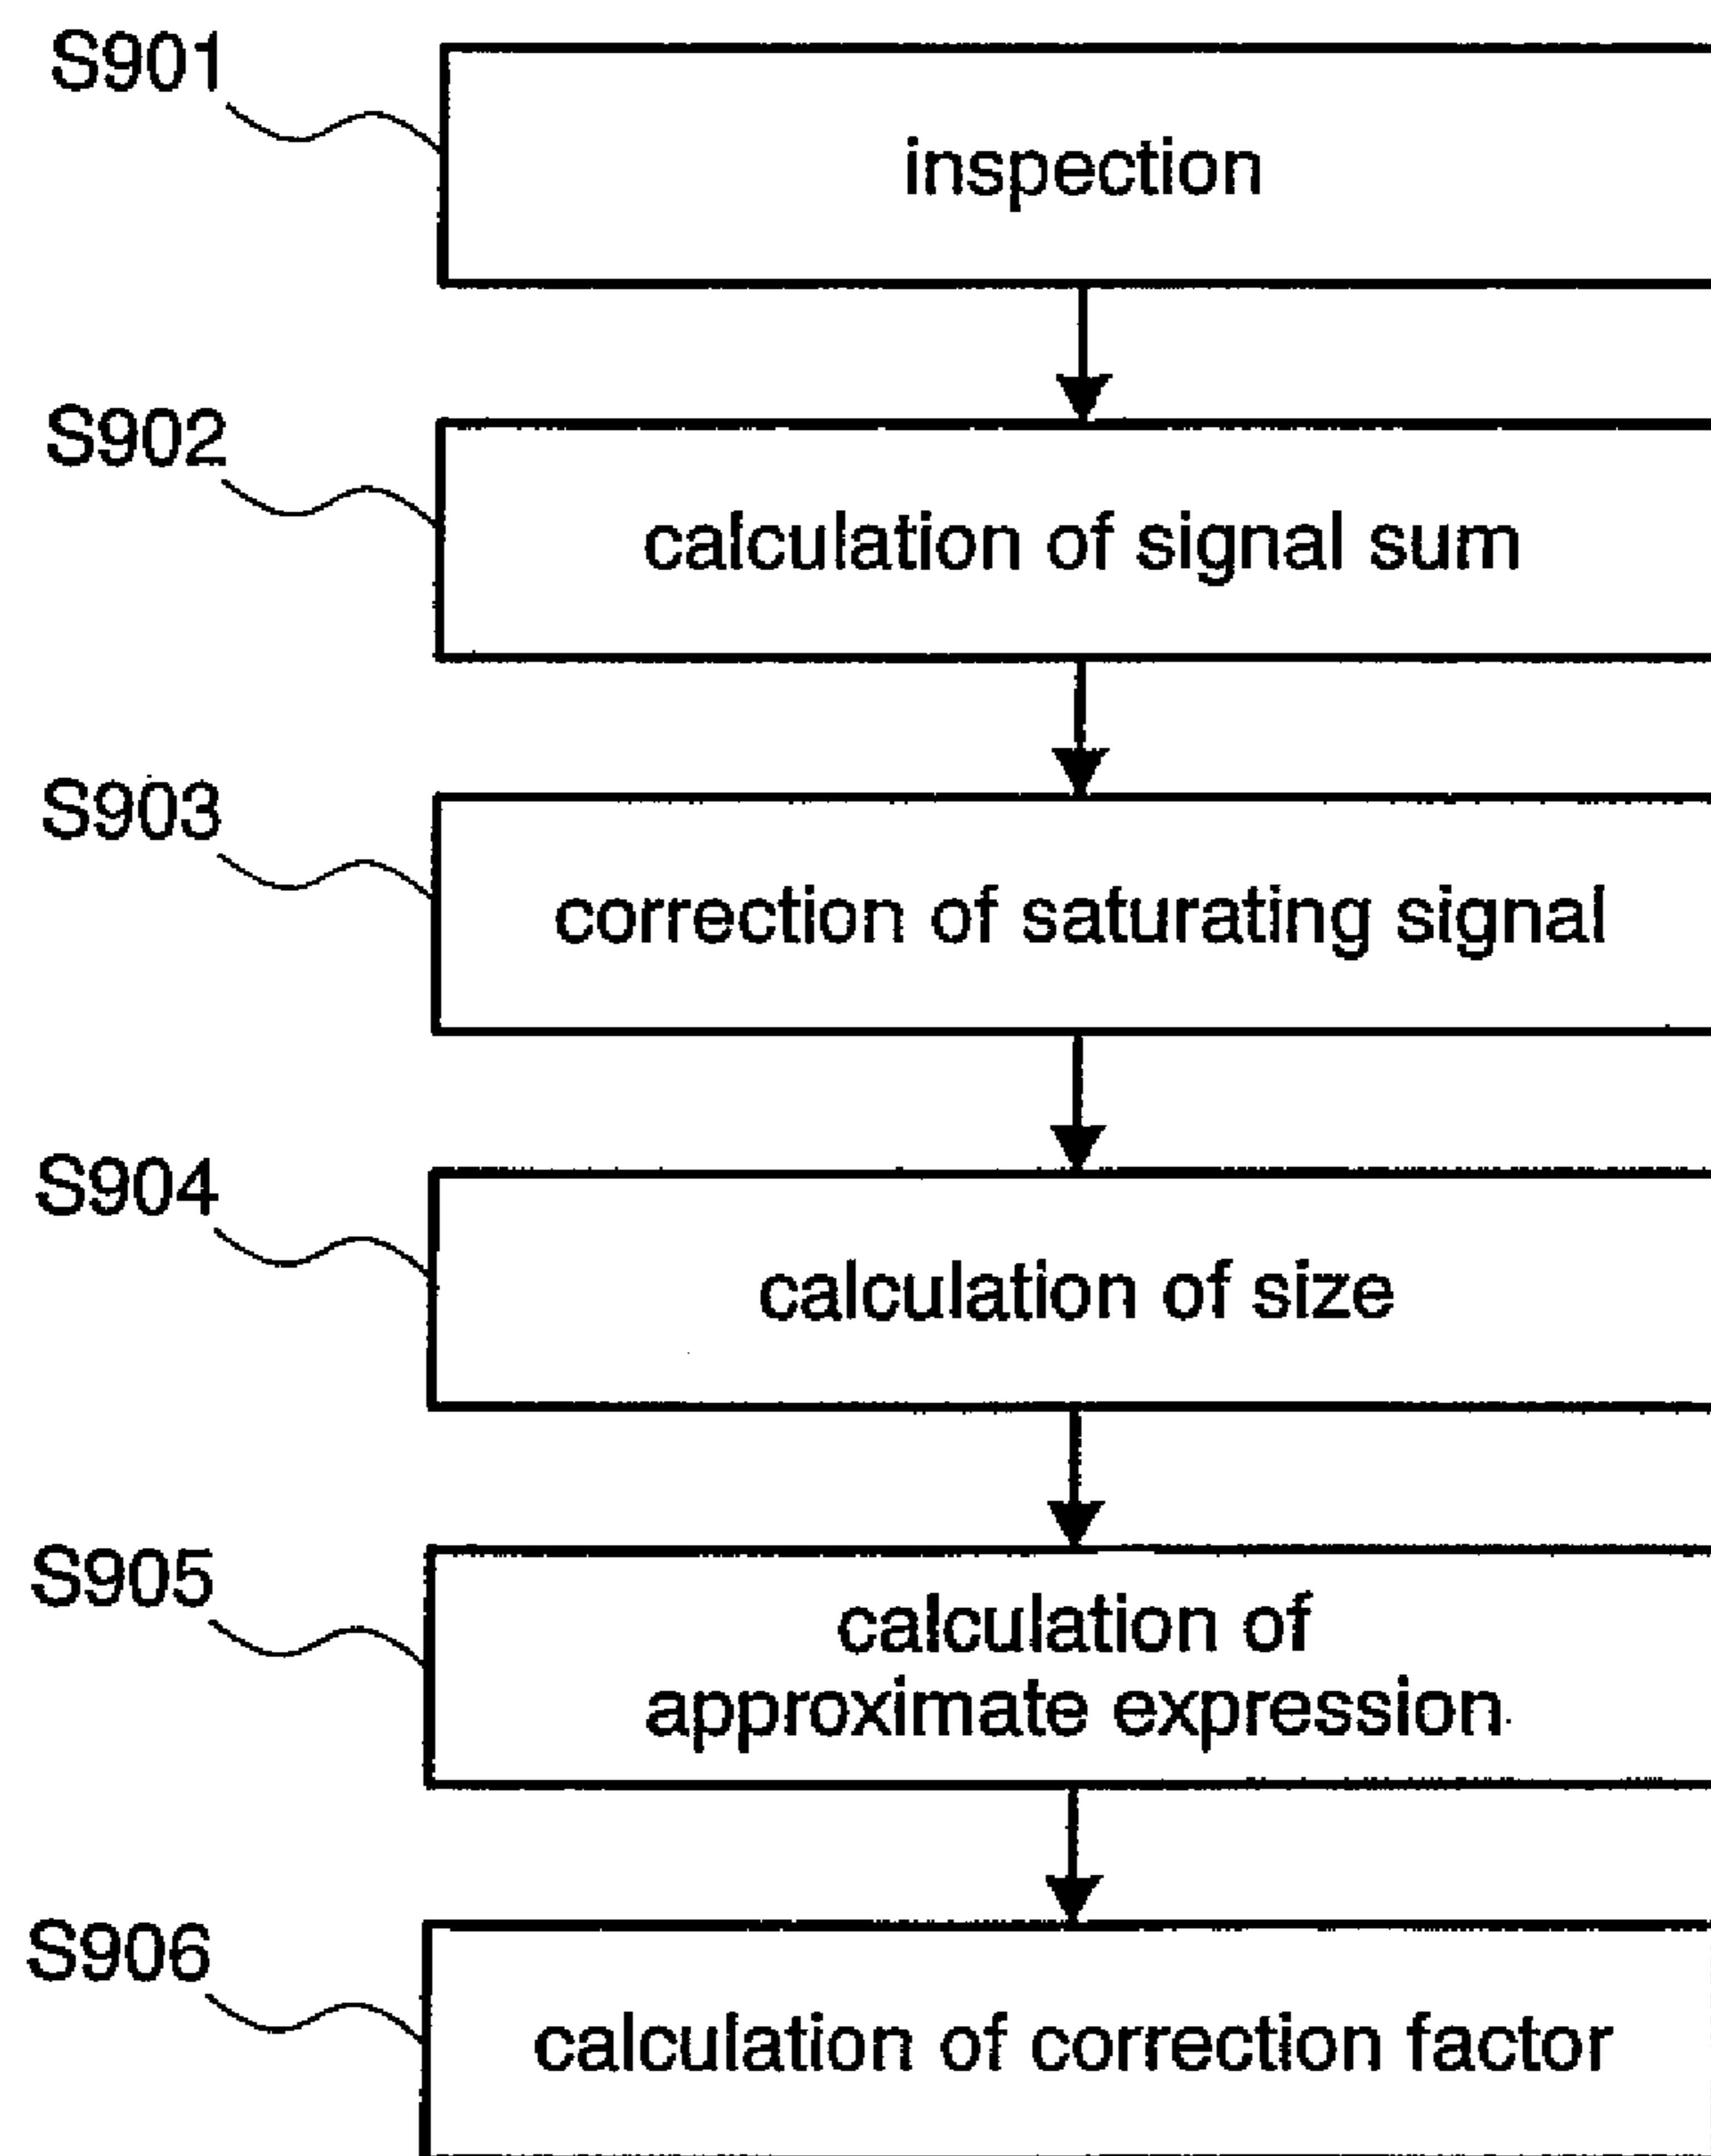 S901
inspection
S902
calculation of signal sum
S903
correction of saturating signal
S904
calculation of size
S905
calculation of
approximate expression
S906
calculation of correction factor